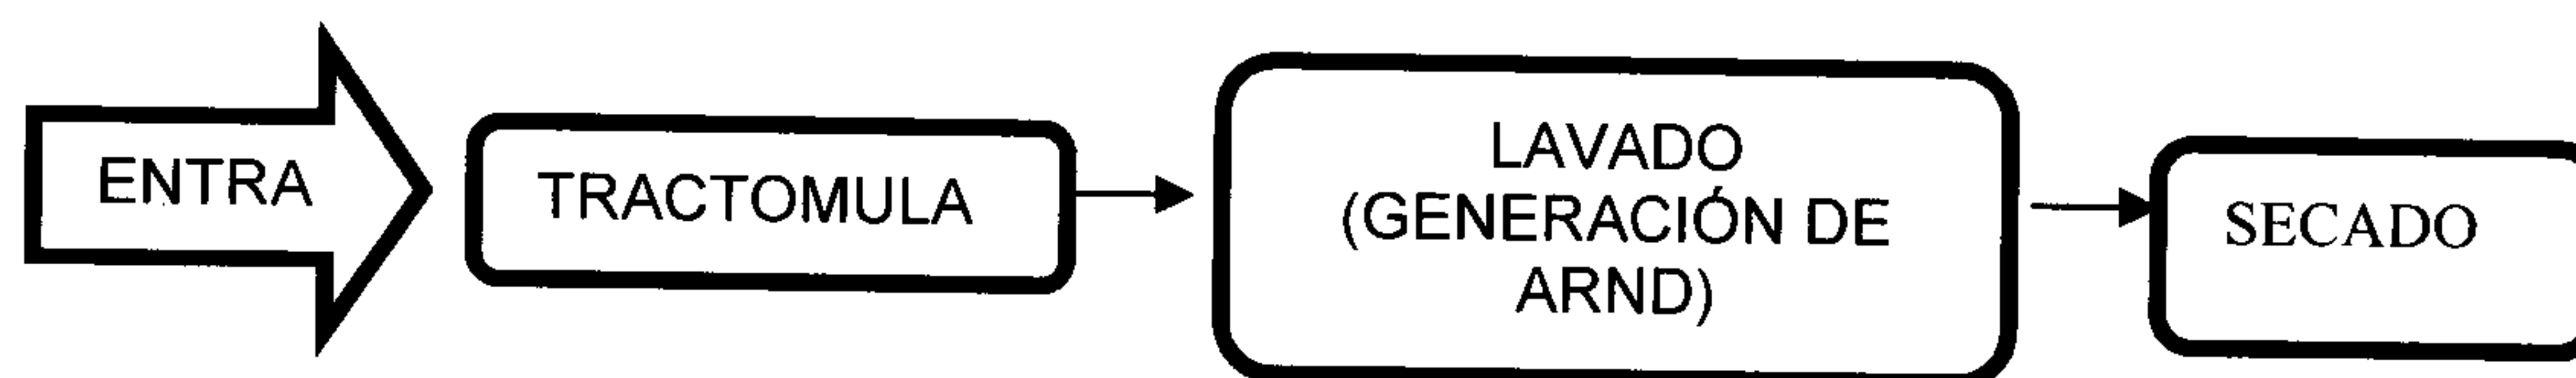 ENTRA
TRACTOMULA
LAVADO
(GENERACIÓN DE
ARND)
SECADO